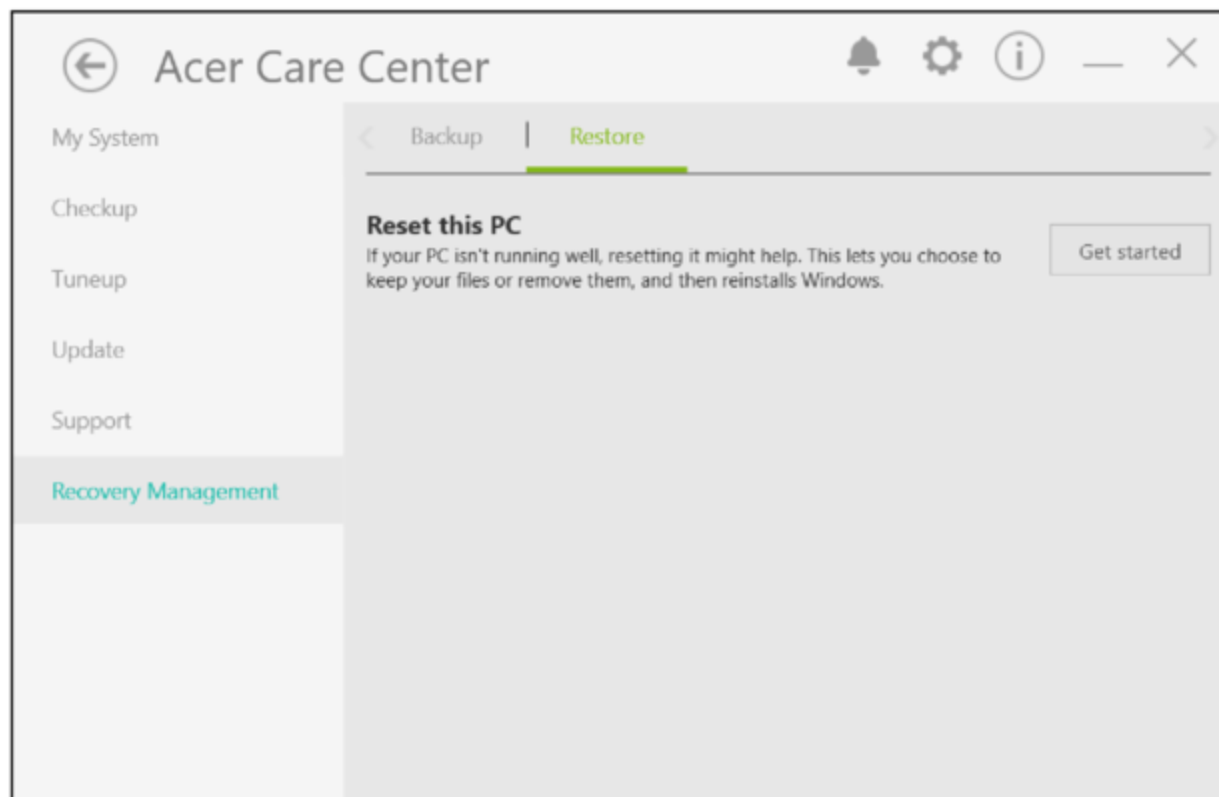 Acer Care Center
My System
Checkup
Tuneup
Update
Support
Recovery Management
Backup | Restore
Reset this PC
If your PC isn't running well, resetting it might help. This lets you choose to
keep your files or remove them, and then reinstalls Windows.
Get started